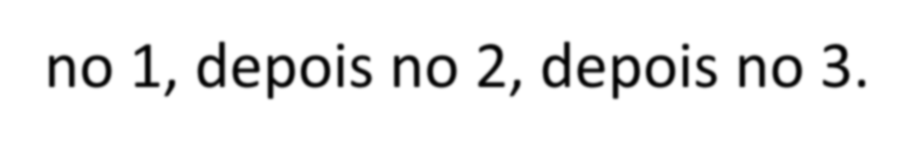 no 1, depois no 2, depois no 3.